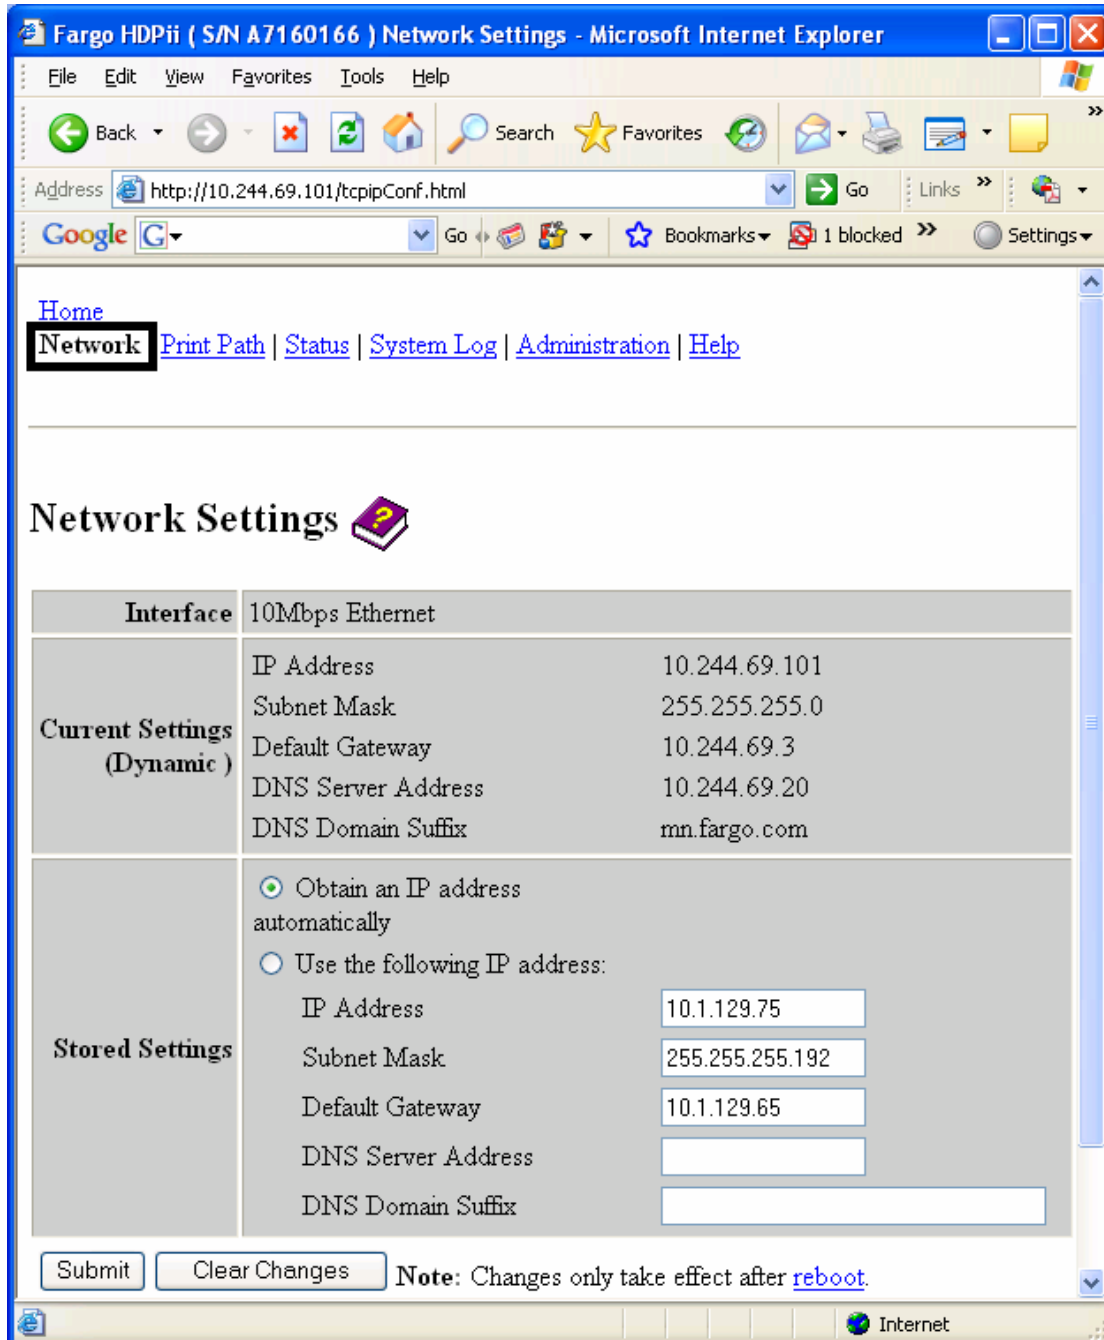 Fargo HDPii ( S/N A7160166 ) Network Settings - Microsoft Internet Explorer
File Edit View Favorites Tools Help
Back Search Favorites »
Address http://10.244.69.101/tcpipConf.html Go Links »
Google G Go Bookmarks 1 blocked » Settings
Home
Network Print Path | Status | System Log | Administration | Help
Network Settings ?
Interface 10Mbps Ethernet
Current Settings (Dynamic )
IP Address 10.244.69.101
Subnet Mask 255.255.255.0
Default Gateway 10.244.69.3
DNS Server Address 10.244.69.20
DNS Domain Suffix mn.fargo.com
Stored Settings
Obtain an IP address
automatically
Use the following IP address:
IP Address 10.1.129.75
Subnet Mask 255.255.255.192
Default Gateway 10.1.129.65
DNS Server Address
DNS Domain Suffix
Submit Clear Changes Note: Changes only take effect after reboot.
Internet